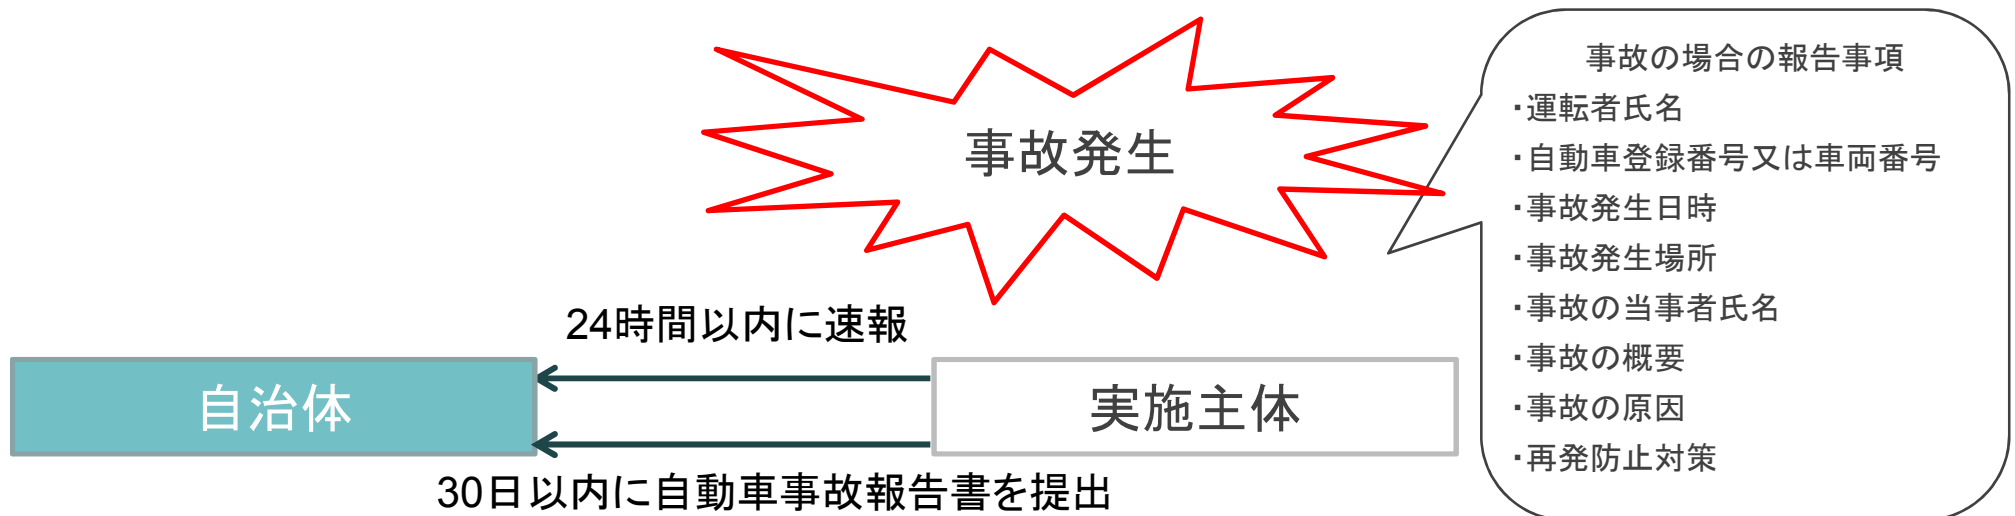 事故発生
事故の場合の報告事項
・運転者氏名
・自動車登録番号又は車両番号
・事故発生日時
・事故発生場所
・事故の当事者氏名
・事故の概要
・事故の原因
・再発防止対策
24時間以内に速報
自治体
実施主体
30日以内に自動車事故報告書を提出